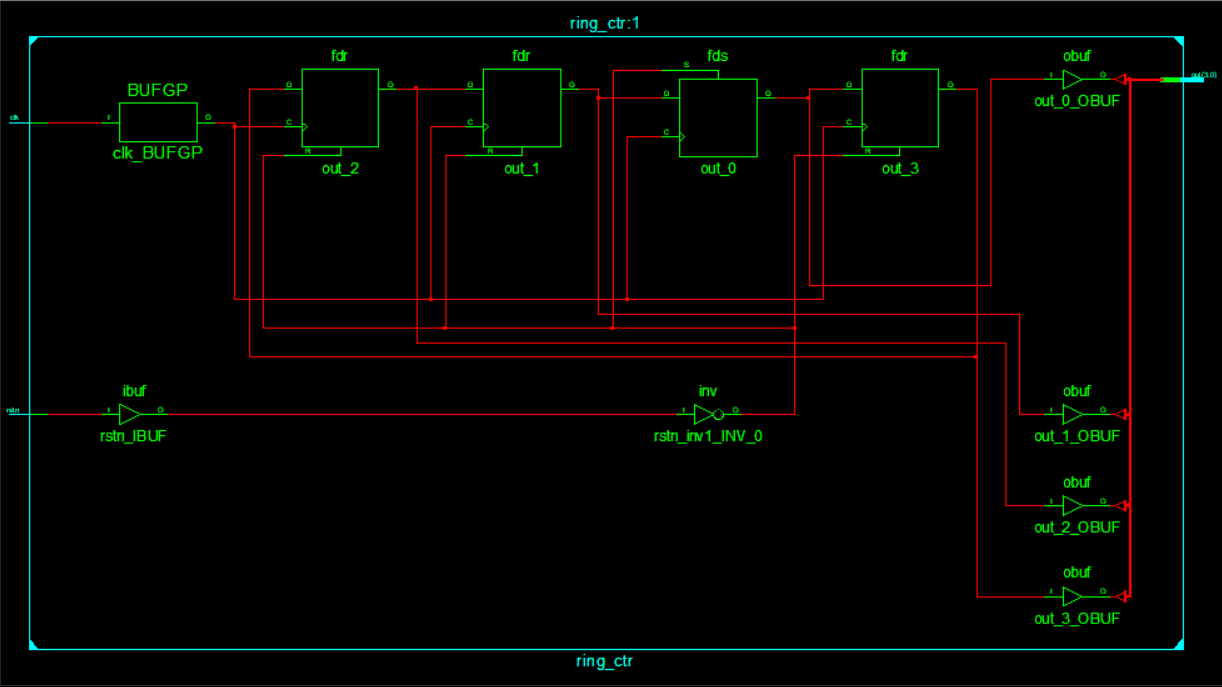 ring_ctr:1
fdr
fdr
fds
fdr
obuf
BUFGP
clk_BUFGP
out_2
out_1
out_0
out_3
out_0_OBUF
clk
I
O
D
O
C
R
D
O
C
R
S
D
O
C
D
O
C
R
I
O
out(3:0)
ibuf
inv
obuf
rstn
I
O
I
O
I
O
rstn_IBUF
rstn_inv1_INV_0
out_1_OBUF
obuf
I
O
out_2_OBUF
obuf
I
O
out_3_OBUF
ring_ctr